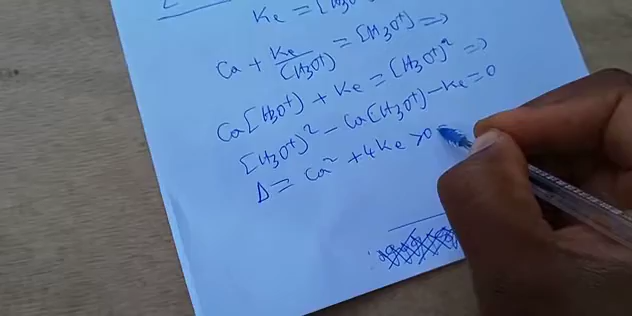 Ke = [H3O+
Ca + Ke/[H3O+] = [H3O+] =>
Ca[H3O+] + Ke = [H3O+]² =>
[H3O+]² - Ca[H3O+] - Ke = 0
Δ = Ca² + 4Ke > 0